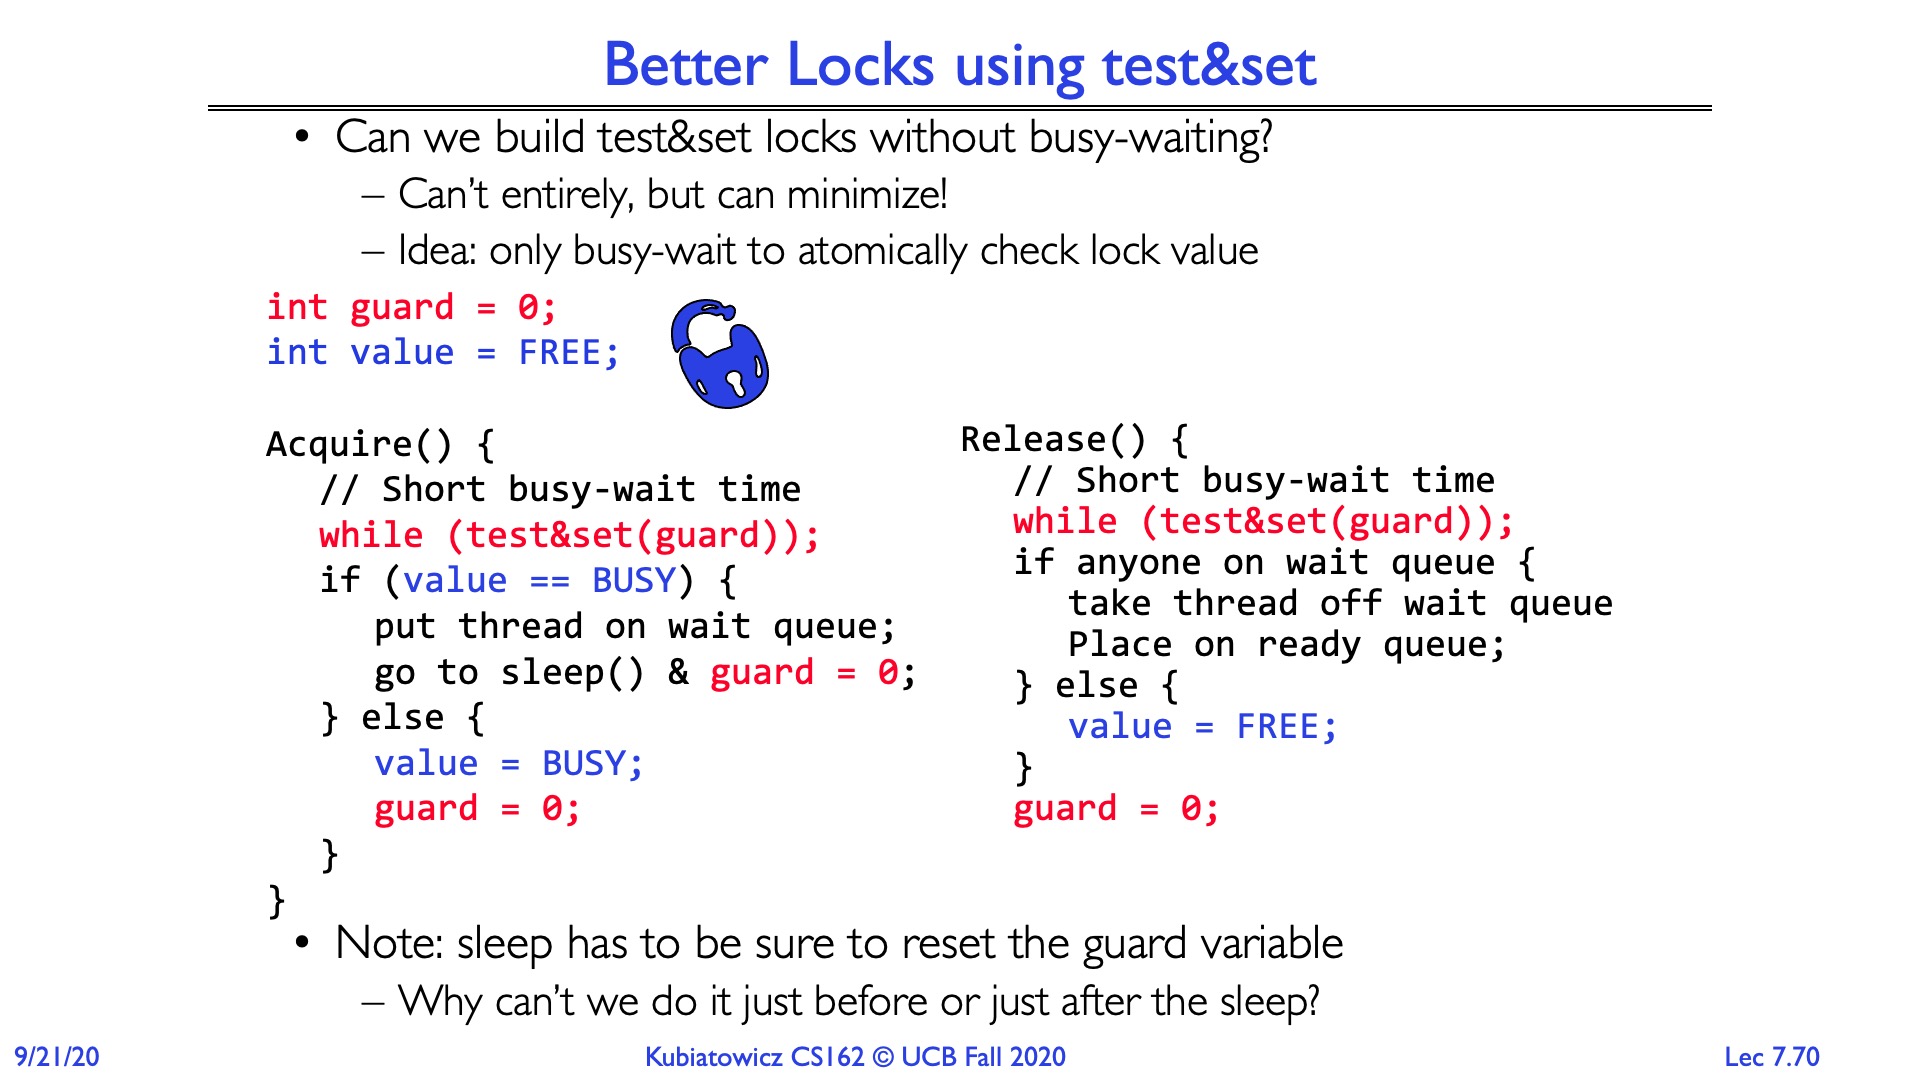 Better Locks using test&set
• Can we build test&set locks without busy-waiting?
– Can't entirely, but can minimize!
– Idea: only busy-wait to atomically check lock value
int guard = 0;
int value = FREE;
Acquire() {
// Short busy-wait time
while (test&set(guard));
if (value == BUSY) {
put thread on wait queue;
go to sleep() & guard = 0;
} else {
value = BUSY;
guard = 0;
}
}
Release() {
// Short busy-wait time
while (test&set(guard));
if anyone on wait queue {
take thread off wait queue
Place on ready queue;
} else {
value = FREE;
}
guard = 0;
• Note: sleep has to be sure to reset the guard variable
– Why can't we do it just before or just after the sleep?
9/21/20
Kubiatowicz CS162 © UCB Fall 2020
Lec 7.70